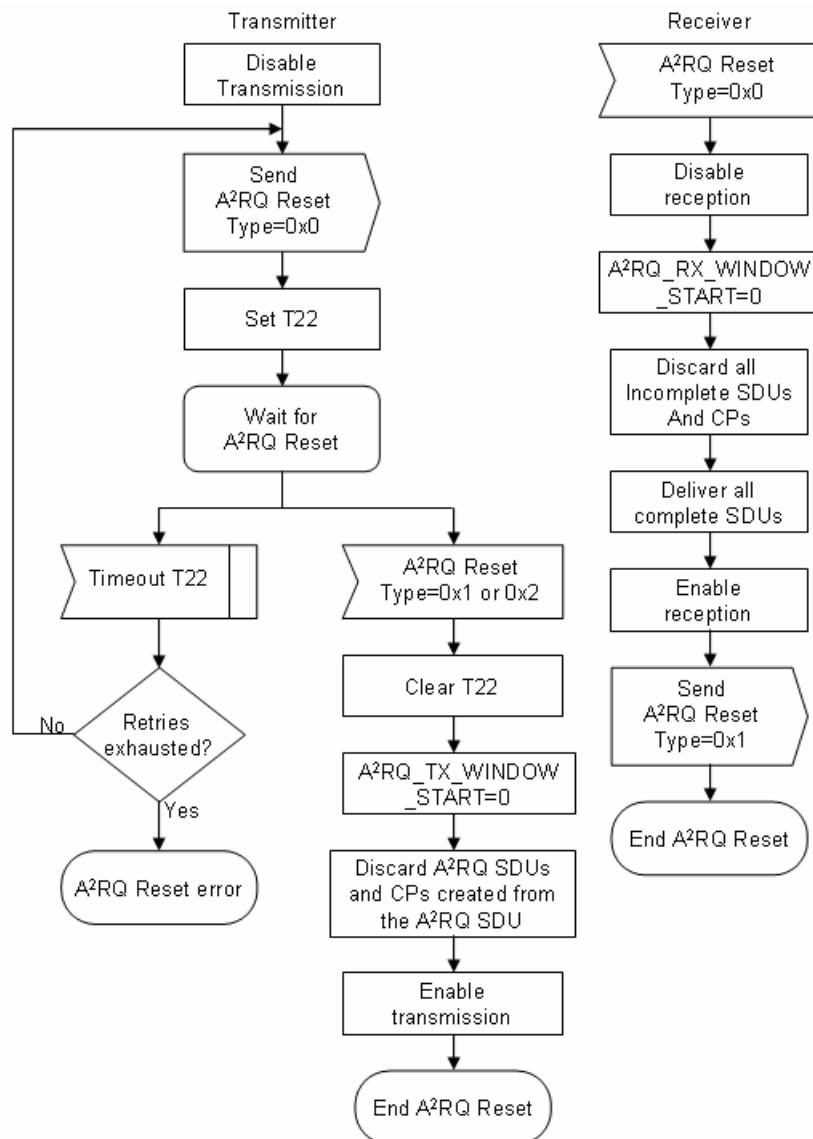 Transmitter
Disable
Transmission
Send
A²RQ Reset
Type=0x0
Set T22
Wait for
A²RQ Reset
Timeout T22
Retries
exhausted?
No
Yes
A²RQ Reset error
A²RQ Reset
Type=0x1 or 0x2
Clear T22
A²RQ_TX_WINDOW
_START=0
Discard A²RQ SDUs
and CPs created from
the A²RQ SDU
Enable
transmission
End A²RQ Reset
Receiver
A²RQ Reset
Type=0x0
Disable
reception
A²RQ_RX_WINDOW
_START=0
Discard all
Incomplete SDUs
And CPs
Deliver all
complete SDUs
Enable
reception
Send
A²RQ Reset
Type=0x1
End A²RQ Reset